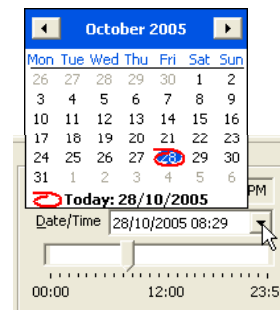 October 2005
Mon Tue Wed Thu Fri Sat Sun
26 27 28 29 30 1 2
3 4 5 6 7 8 9
10 11 12 13 14 15 16
17 18 19 20 21 22 23
24 25 26 27 28 29 30
31 1 2 3 4 5 6
Today: 28/10/2005
PM
Date/Time 28/10/2005 08:29
00:00 12:00 23:5